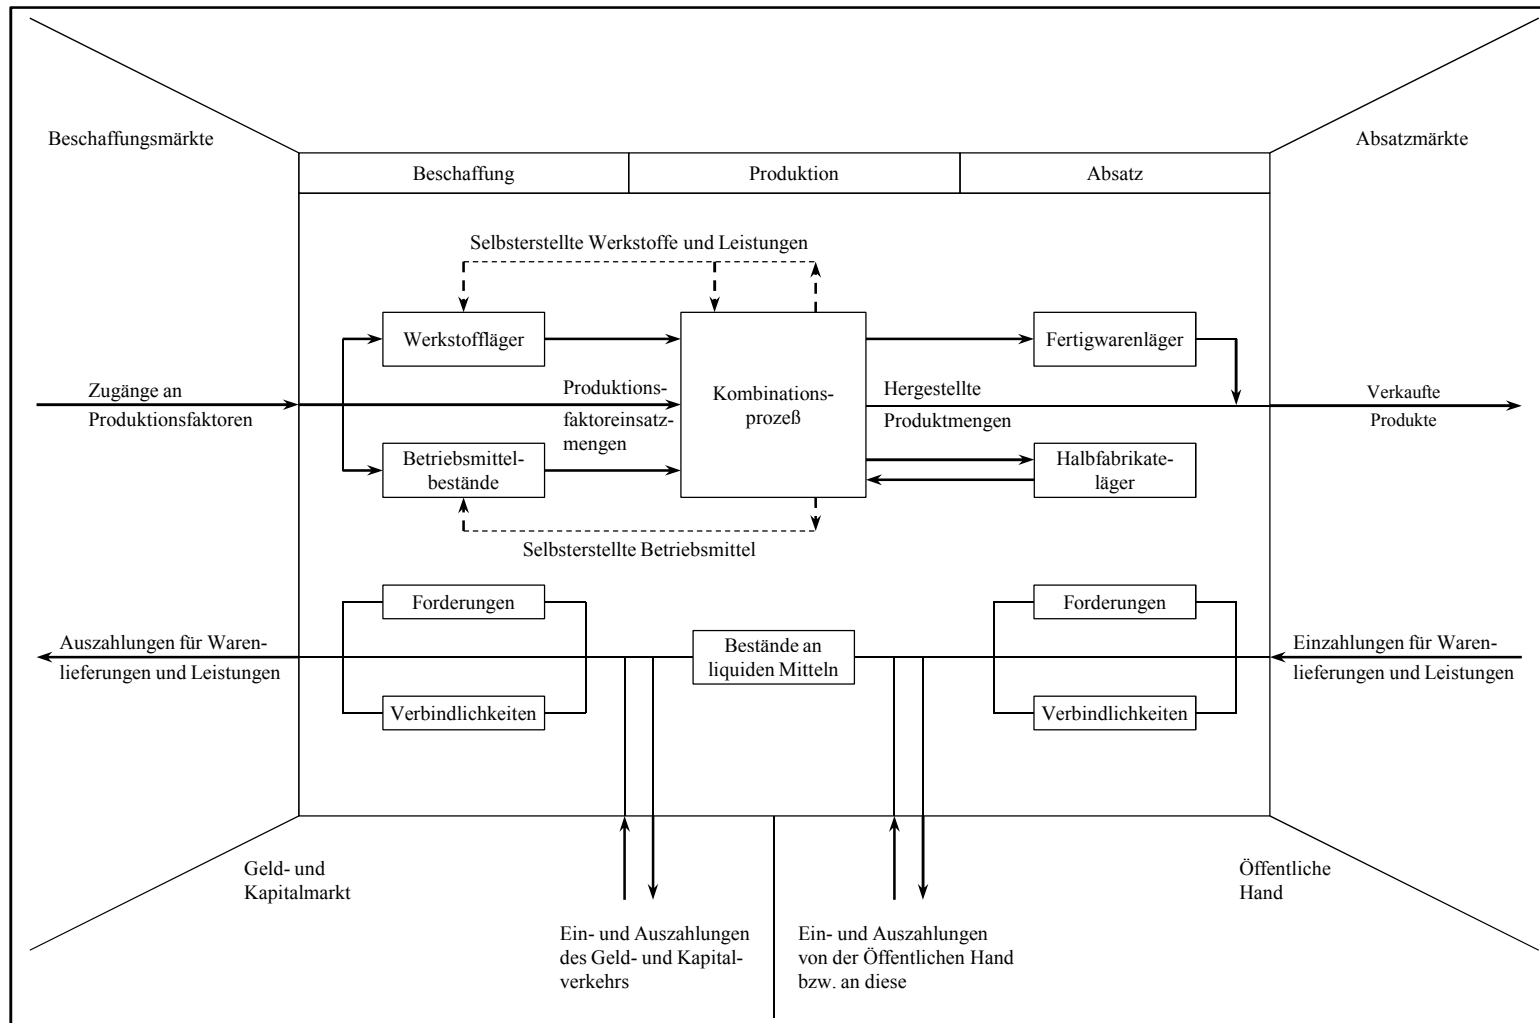 Beschaffungsmärkte
Absatzmärkte
Beschaffung
Produktion
Absatz
Selbsterstellte Werkstoffe und Leistungen
Werkstoffläger
Fertigwarenläger
Zugänge an
Produktionsfaktoren
Produktions-
faktoreinsatz-
mengen
Kombinations-
prozeß
Hergestellte
Produktmengen
Verkaufte
Produkte
Betriebsmittel-
bestände
Halbfabrikate-
läger
Selbsterstellte Betriebsmittel
Forderungen
Forderungen
Auszahlungen für Waren-
lieferungen und Leistungen
Bestände an
liquiden Mitteln
Einzahlungen für Waren-
lieferungen und Leistungen
Verbindlichkeiten
Verbindlichkeiten
Geld- und
Kapitalmarkt
Öffentliche
Hand
Ein- und Auszahlungen
des Geld- und Kapital-
verkehrs
Ein- und Auszahlungen
von der Öffentlichen Hand
bzw. an diese